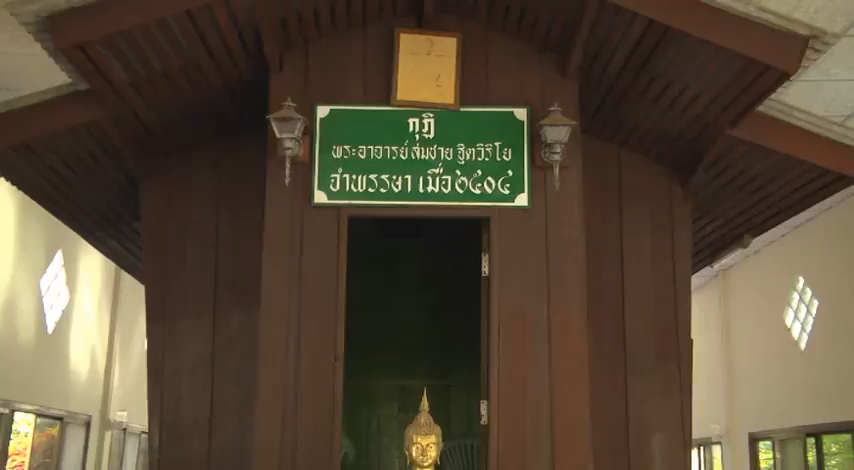 กุฏิ
พระอาจารย์ สมชาย ฐิตวิริโย
จำพรรษา เมื่อ ๒๕๐๔